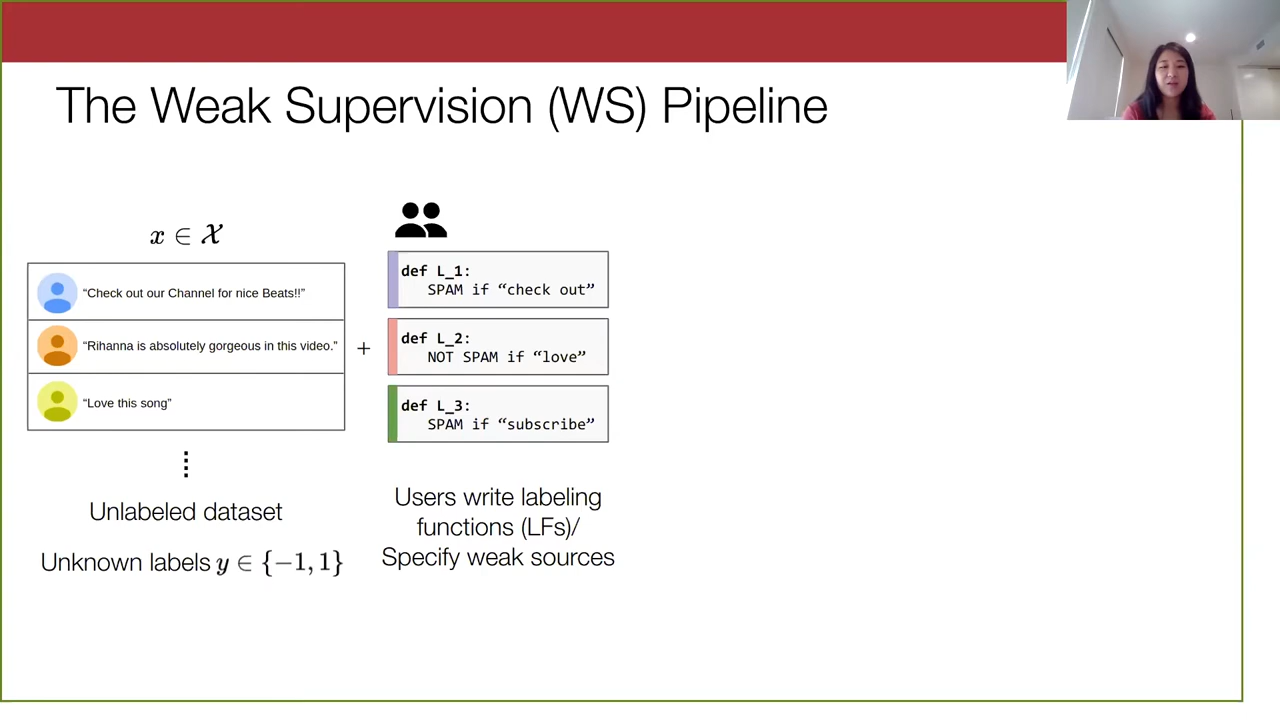 The Weak Supervision (WS) Pipeline
x ∈ 𝒳
“Check out our Channel for nice Beats!!”
“Rihanna is absolutely gorgeous in this video.”
“Love this song”
Unlabeled dataset
Unknown labels y ∈ {−1, 1}
+
def L_1:
SPAM if “check out”
def L_2:
NOT SPAM if “love”
def L_3:
SPAM if “subscribe”
Users write labeling
functions (LFs)/
Specify weak sources